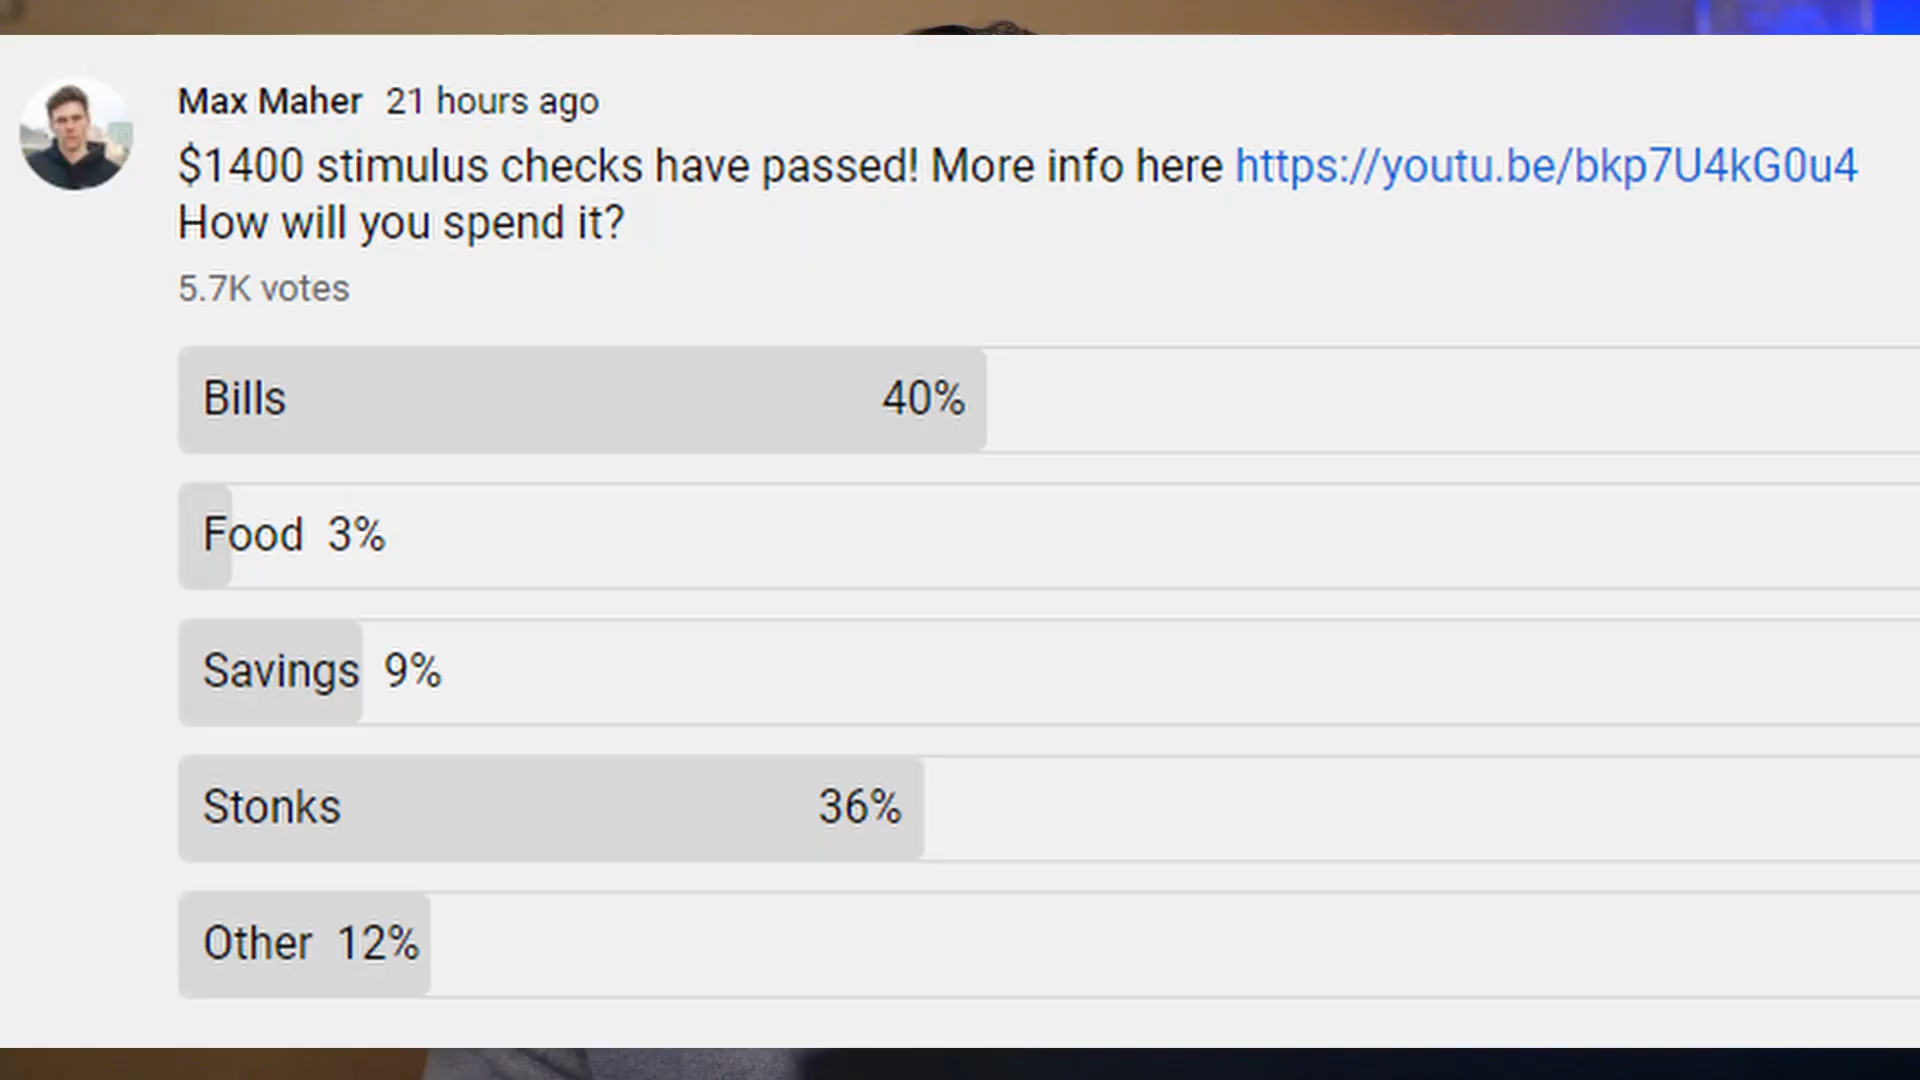 Max Maher 21 hours ago
$1400 stimulus checks have passed! More info here https://youtu.be/bkp7U4kG0u4
How will you spend it?
5.7K votes
Bills 40%
Food 3%
Savings 9%
Stonks 36%
Other 12%